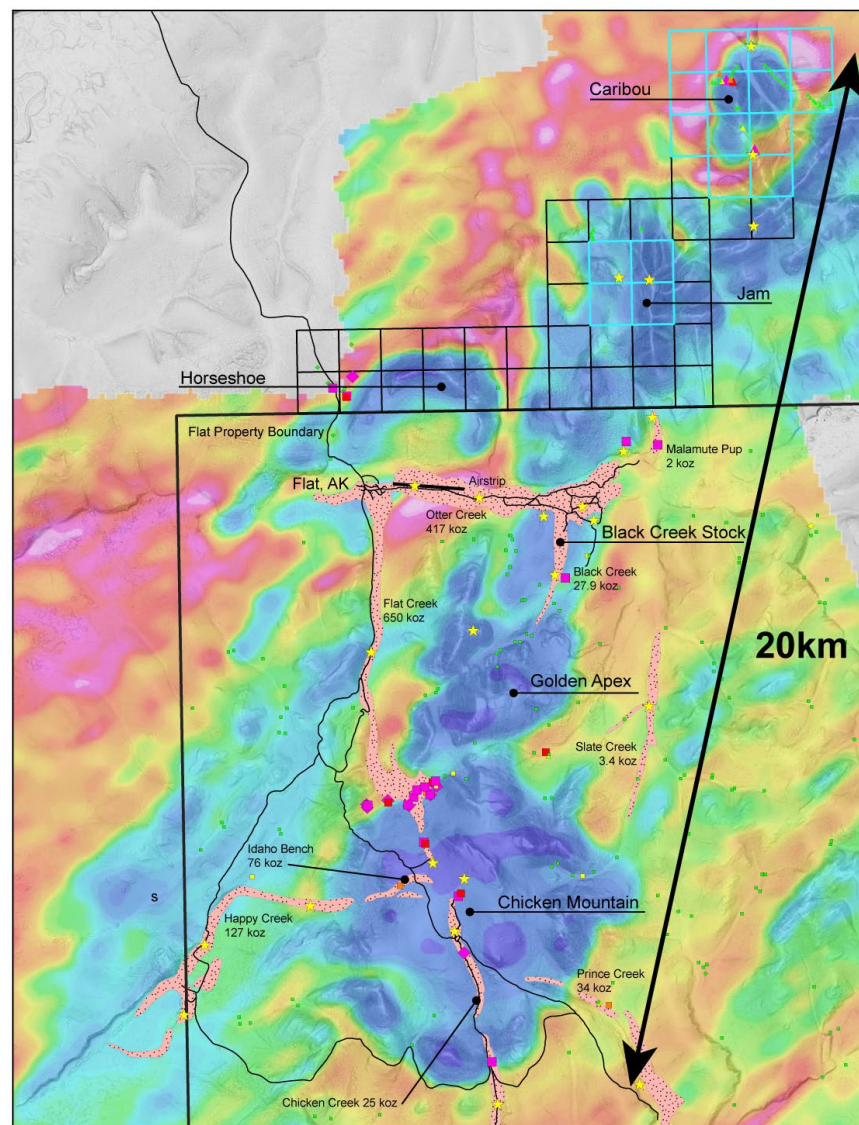 Caribou
Jam
Horseshoe
Flat Property Boundary
Malamute Pup
2 koz
Flat, AK
Airstrip
Otter Creek
417 koz
Black Creek Stock
Black Creek
27.9 koz
Flat Creek
650 koz
20km
Golden Apex
Slate Creek
3.4 koz
Idaho Bench
76 koz
S
Chicken Mountain
Happy Creek
127 koz
Prince Creek
34 koz
Chicken Creek 25 koz